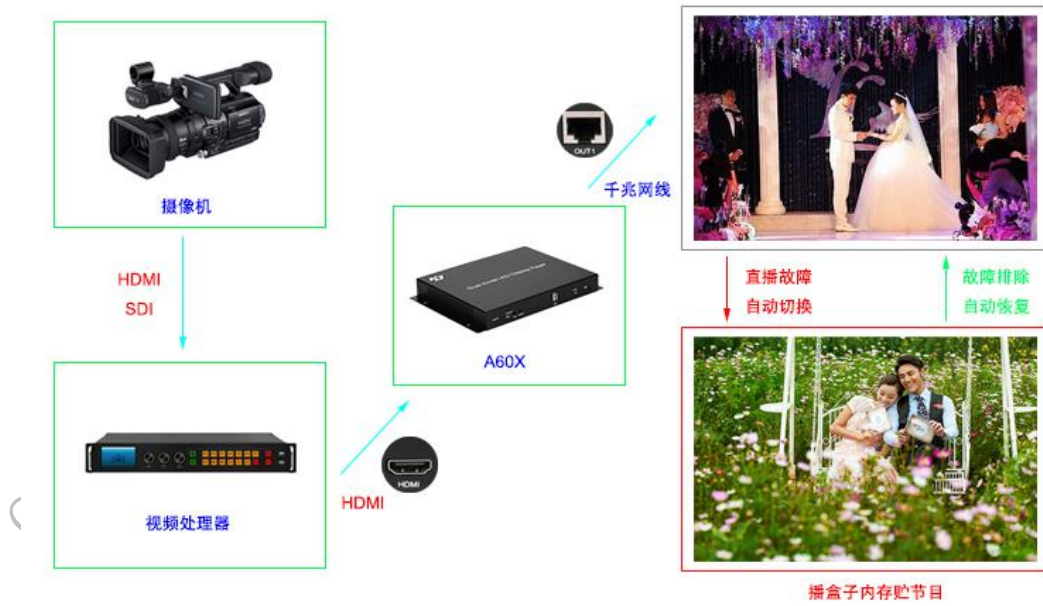 摄像机
HDMI
SDI
视频处理器
HDMI
HDMI
A60X
OUT1
千兆网线
直播故障
自动切换
故障排除
自动恢复
播盒子内存贮节目